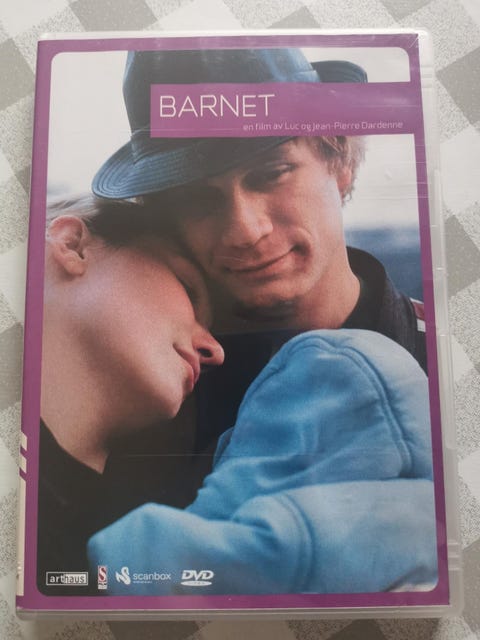 BARNET
en film av Luc og Jean-Pierre Dardenne
arthaus
S
scanbox
DVD